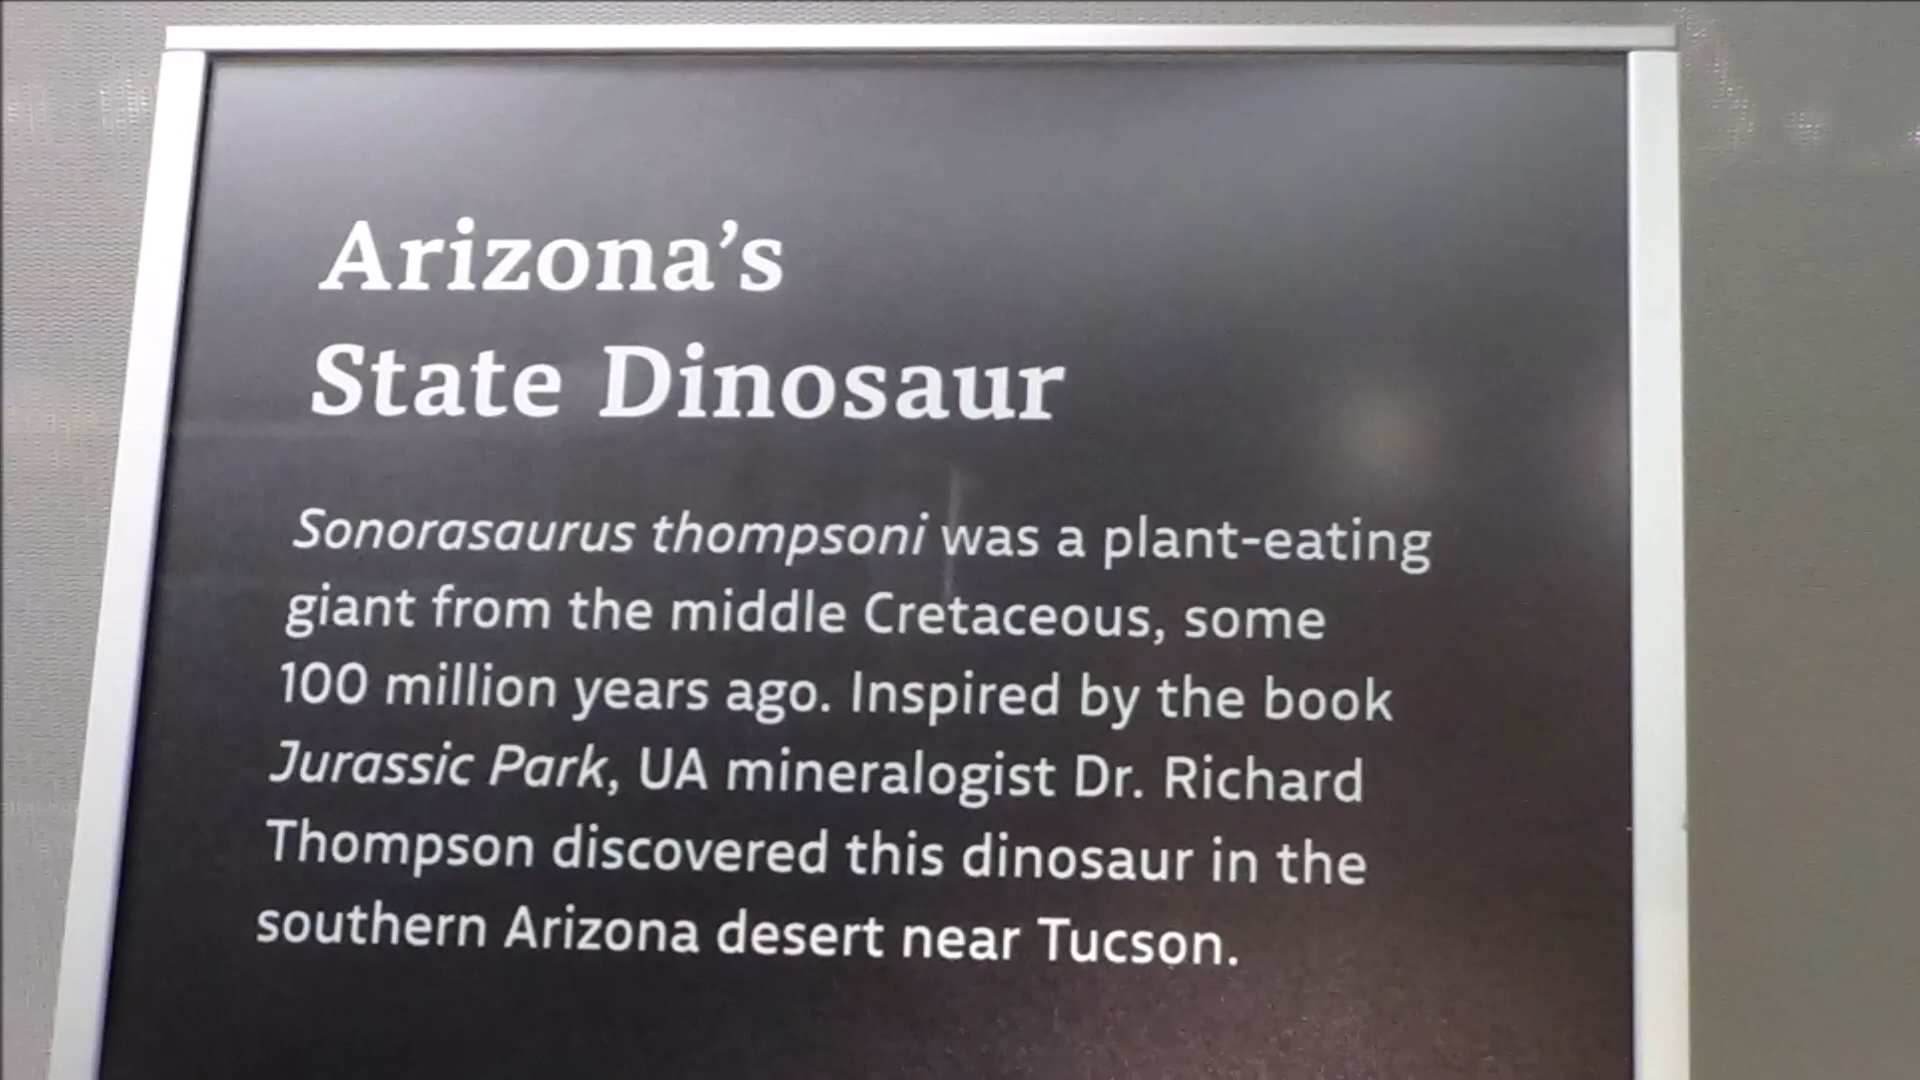 Arizona’s
State Dinosaur
Sonorasaurus thompsoni was a plant-eating
giant from the middle Cretaceous, some
100 million years ago. Inspired by the book
Jurassic Park, UA mineralogist Dr. Richard
Thompson discovered this dinosaur in the
southern Arizona desert near Tucson.